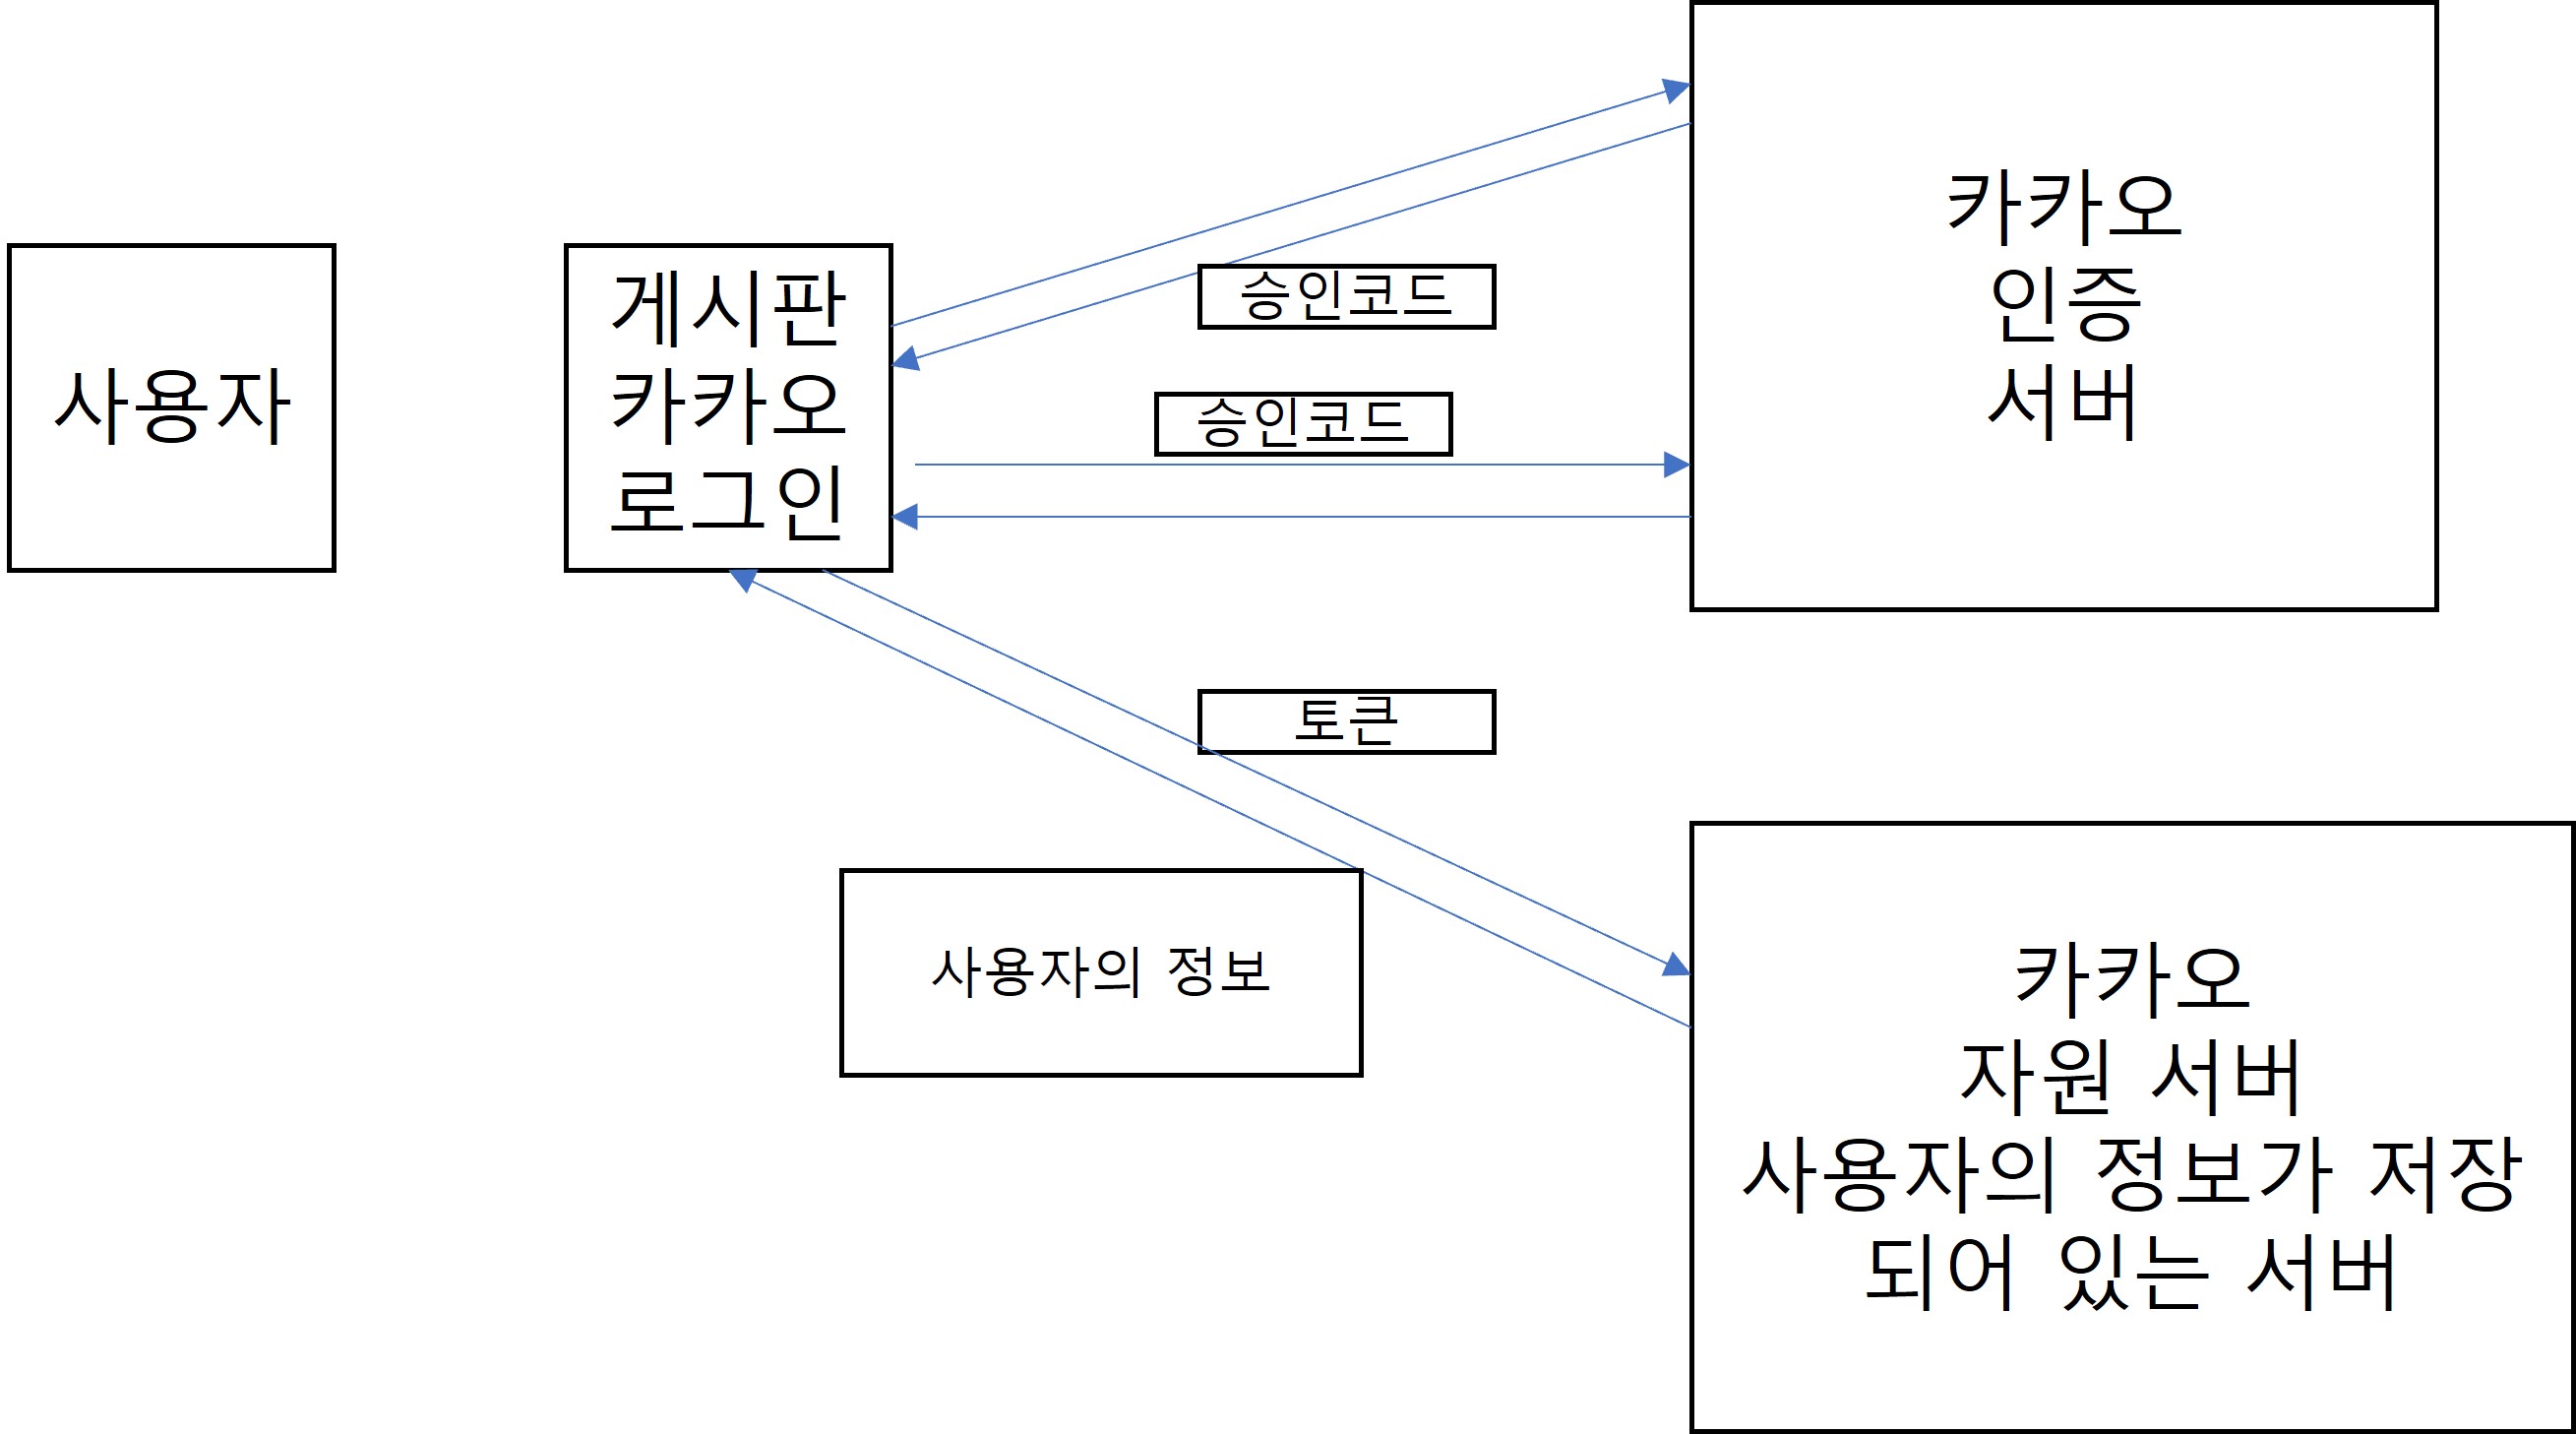 사용자
게시판
카카오
로그인
승인코드
승인코드
카카오
인증
서버
토큰
사용자의 정보
카카오
자원 서버
사용자의 정보가 저장
되어 있는 서버